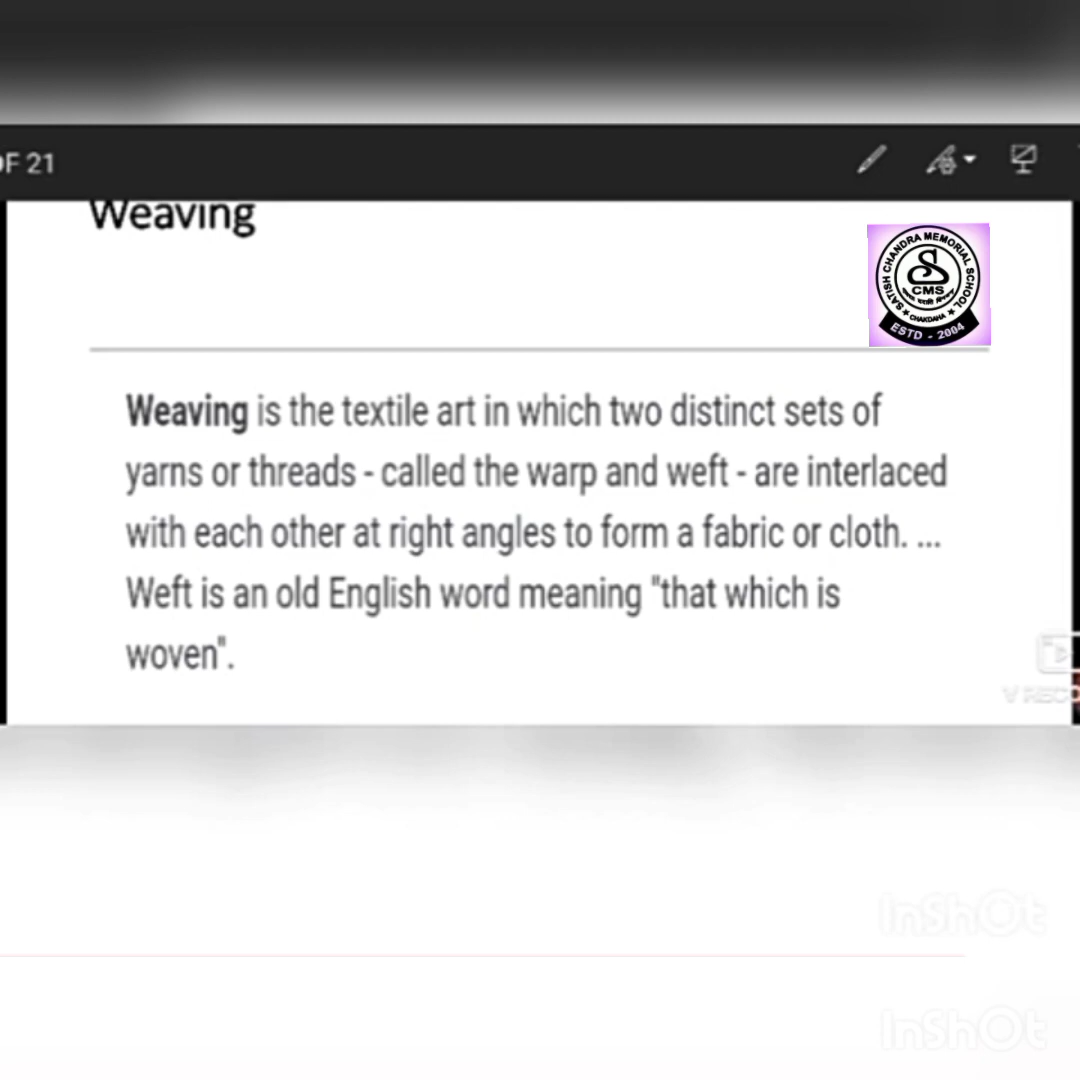 OF 21
Weaving
SATISH CHANDRA MEMORIAL SCHOOL
S
CMS
★ CHAKDAHA ★
ESTD - 2004
Weaving is the textile art in which two distinct sets of
yarns or threads - called the warp and weft - are interlaced
with each other at right angles to form a fabric or cloth. ...
Weft is an old English word meaning "that which is
woven".
V RECO
InShOt
InShOt